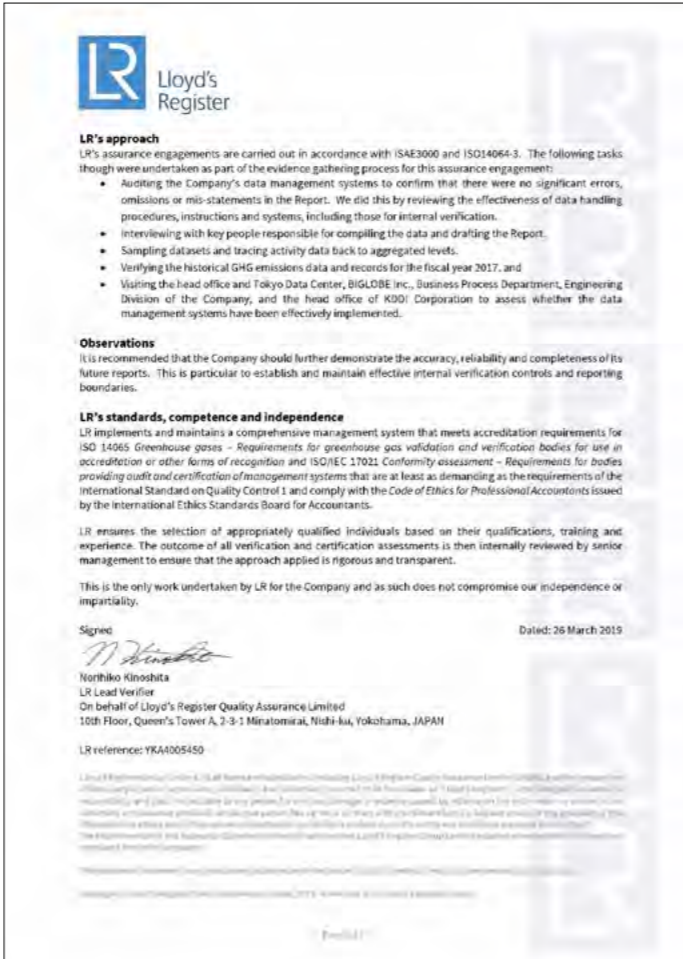 LR
Lloyd's
Register
LR's approach
LR's assurance engagements are carried out in accordance with ISAE3000 and ISO14064-3. The following tasks
though were undertaken as part of the evidence gathering process for this assurance engagement:
• Auditing the Company's data management systems to confirm that there were no significant errors,
omissions or mis-statements in the Report. We did this by reviewing the effectiveness of data handling
procedures, instructions and systems, including those for internal verification.
• Interviewing with key people responsible for compiling the data and drafting the Report.
• Sampling datasets and tracing activity data back to aggregated levels.
• Verifying the historical GHG emissions data and records for the fiscal year 2017, and
• Visiting the head office and Tokyo Data Center, BIGLOBE Inc., Business Process Department, Engineering
Division of the Company, and the head office of KDDI Corporation to assess whether the data
management systems have been effectively implemented.
Observations
It is recommended that the Company should further demonstrate the accuracy, reliability and completeness of its
future reports. This is particular to establish and maintain effective internal verification controls and reporting
boundaries.
LR's standards, competence and independence
LR implements and maintains a comprehensive management system that meets accreditation requirements for
ISO 14065 Greenhouse gases – Requirements for greenhouse gas validation and verification bodies for use in
accreditation or other forms of recognition and ISO/IEC 17021 Conformity assessment – Requirements for bodies
providing audit and certification of management systems that are at least as demanding as the requirements of the
International Standard on Quality Control 1 and comply with the Code of Ethics for Professional Accountants issued
by the International Ethics Standards Board for Accountants.
LR ensures the selection of appropriately qualified individuals based on their qualifications, training and
experience. The outcome of all verification and certification assessments is then internally reviewed by senior
management to ensure that the approach applied is rigorous and transparent.
This is the only work undertaken by LR for the Company and as such does not compromise our independence or
impartiality.
Signed Dated: 26 March 2019
N Kinoshita
Norihiko Kinoshita
LR Lead Verifier
On behalf of Lloyd's Register Quality Assurance Limited
10th Floor, Queen's Tower A, 2-3-1 Minatomirai, Nishi-ku, Yokohama, JAPAN
LR reference: YKA4005450